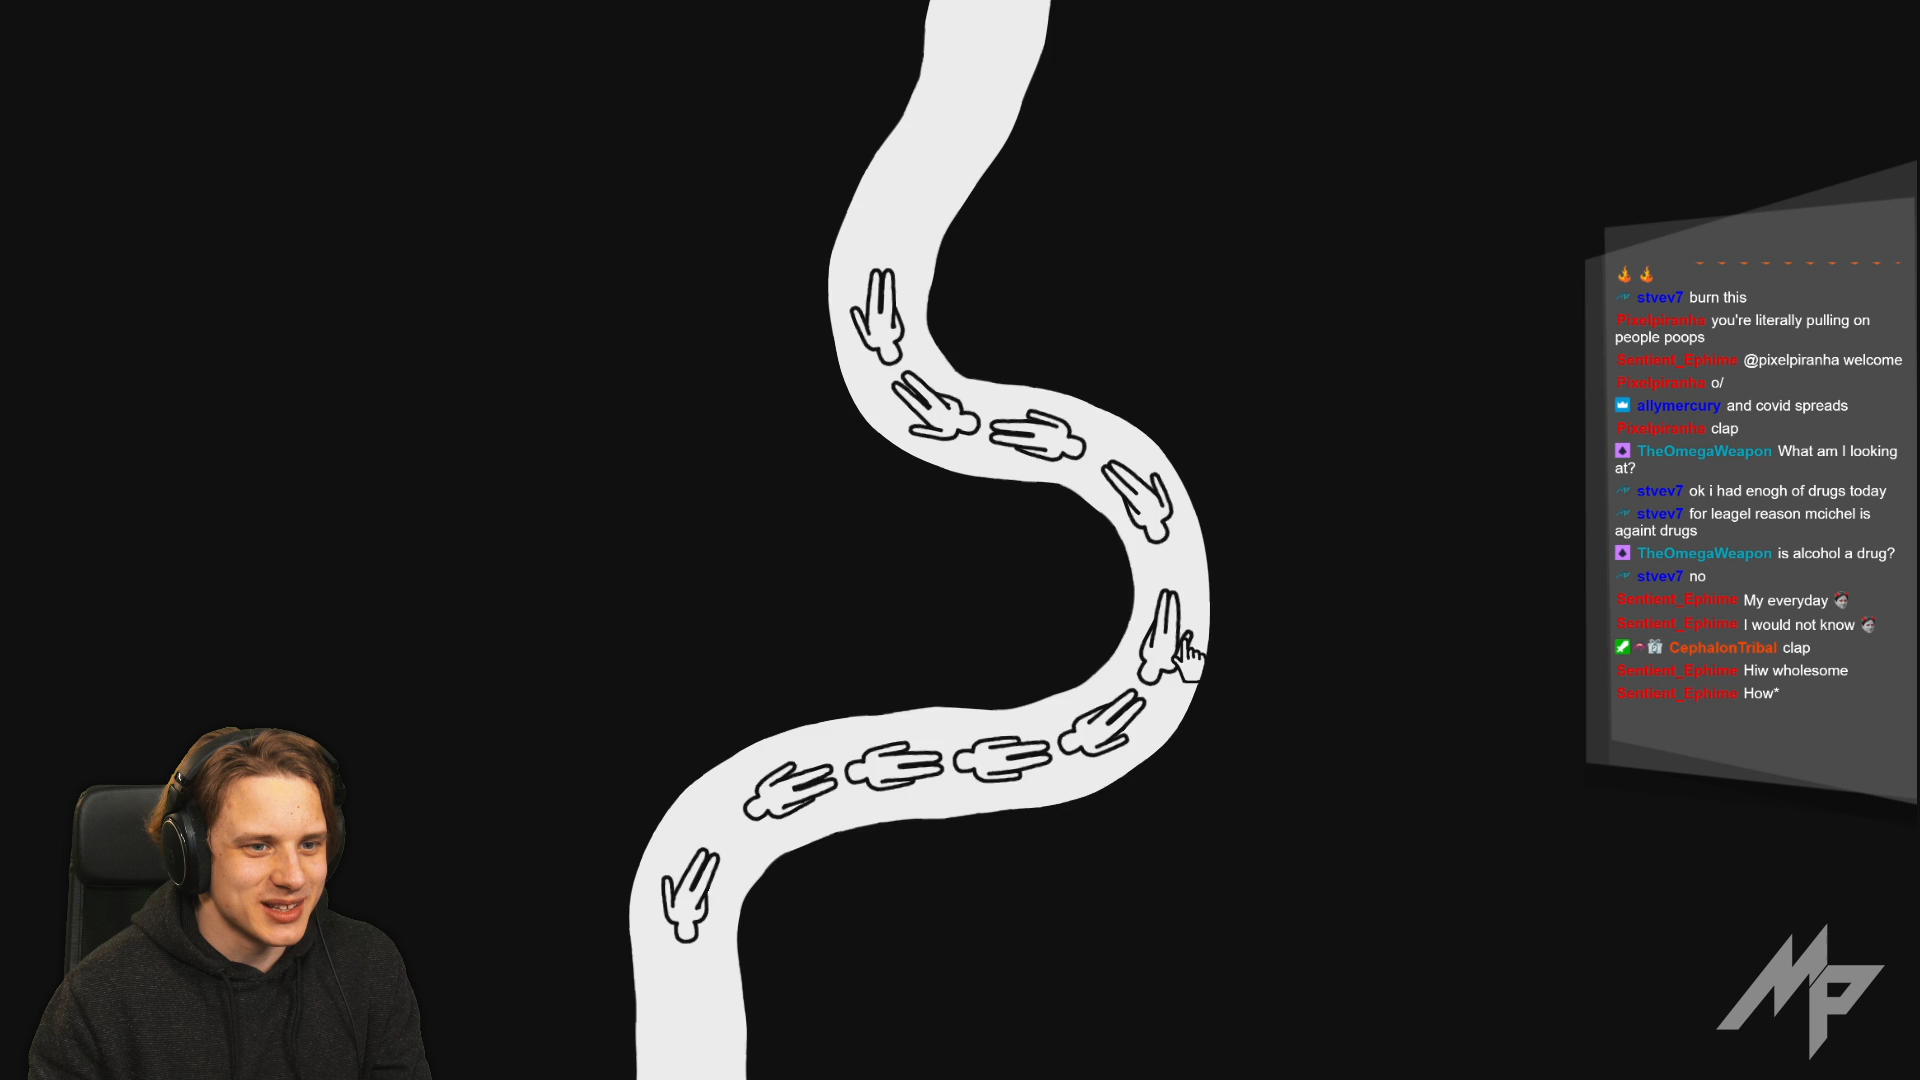 stvev7 burn this
Pixelpiranha you're literally pulling on
people poops
Sentient_Ephime @pixelpiranha welcome
Pixelpiranha o/
allymercury and covid spreads
Pixelpiranha clap
TheOmegaWeapon What am I looking
at?
stvev7 ok i had enogh of drugs today
stvev7 for leagel reason mcichel is
againt drugs
TheOmegaWeapon is alcohol a drug?
stvev7 no
Sentient_Ephime My everyday
Sentient_Ephime I would not know
CephalonTribal clap
Sentient_Ephime Hiw wholesome
Sentient_Ephime How*
MP